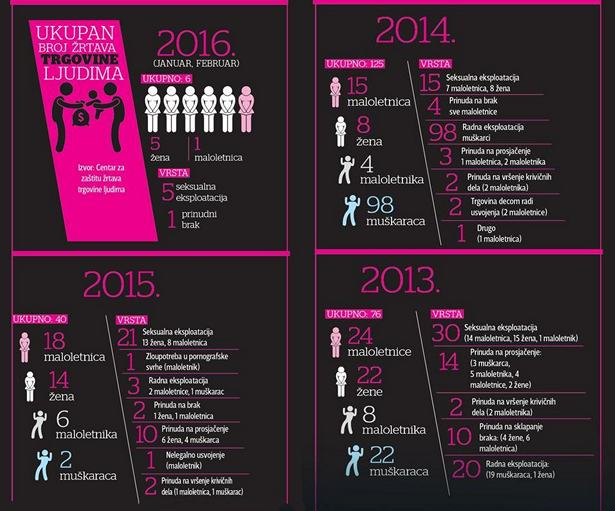 UKUPAN
BROJ ŽRTAVA
TRGOVINE
LJUDIMA
$
Izvor: Centar za
zaštitu žrtava
trgovine ljudima
2016.
(JANUAR, FEBRUAR)
UKUPNO: 6
5
žena
1
maloletnica
VRSTA
5 seksualna
eksploatacija
1 prinudni
brak
2014.
UKUPNO: 125
15
maloletnica
8
žena
4
maloletnika
98
muškaraca
VRSTA
15 Seksualna eksploatacija
7 maloletnica, 8 žena
4 Prinuda na brak
sve maloletnice
98 Radna eksploatacija
muškarci
3 Prinuda na prosjačenje
1 maloletnica, 2 maloletnika
2 Prinuda na vršenje krivičnih
dela (2 maloletnika)
2 Trgovina decom radi
usvojenja (2 maloletnice)
1 Drugo
(1 maloletnica)
2015.
UKUPNO: 40
18
maloletnica
14
žena
6
maloletnika
2
muškaraca
VRSTA
21 Seksualna eksploatacija
13 žena, 8 maloletnica
1 Zloupotreba u pornografske
svrhe (maloletnik)
3 Radna eksploatacija
2 maloletnice, 1 muškarac
2 Prinuda na brak
1 žena, 1 maloletnica
10 Prinuda na prosjačenje
6 žena, 4 muškarca
1 Nelegalno usvojenje
(maloletnik)
2 Prinuda na vršenje krivičnih
dela (1 maloletnica, 1 muškarac)
2013.
UKUPNO: 76
24
maloletnice
22
žene
8
maloletnika
22
muškaraca
VRSTA
30 Seksualna eksploatacija
(14 maloletnica, 15 žena, 1 maloletnik)
14 Prinuda na prosjačenje:
(3 muškarca,
5 maloletnika, 4
maloletnice, 2 žene)
2 Prinuda na vršenje krivičnih
dela (2 maloletnika)
10 Prinuda na sklapanje
braka: (4 žene, 6
maloletnica)
20 Radna eksploatacija:
(19 muškaraca, 1 žena)